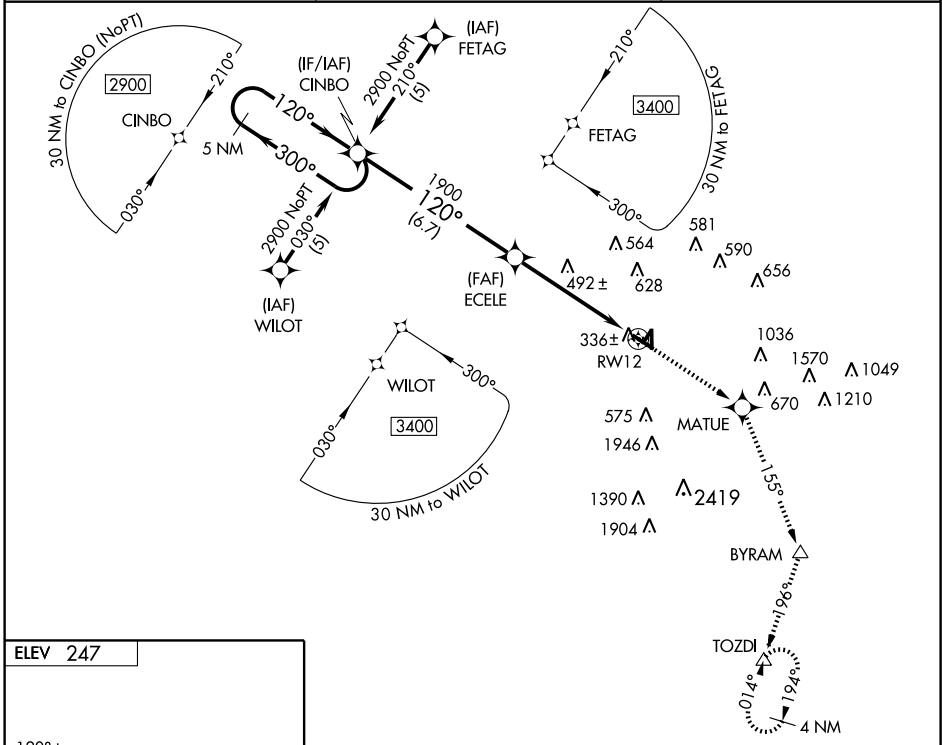 30 NM to CINBO (NoPT)
2900
210°
CINBO
030°
(IF/IAF)
CINBO
(IAF)
FETAG
2900 NoPT
210°
(5)
120°
5 NM
300°
2900 NoPT
030°
(5)
(IAF)
WILOT
1900
120°
(6.7)
(FAF)
ECELE
210°
3400
FETAG
300°
30 NM to FETAG
564
581
590
656
492±
628
336±
RW12
1036
1570
1049
670
1210
MATUE
575
1946
1390
2419
1904
WILOT
300°
030°
3400
30 NM to WILOT
155°
BYRAM
196°
TOZDI
014°
194°
4 NM
ELEV 247